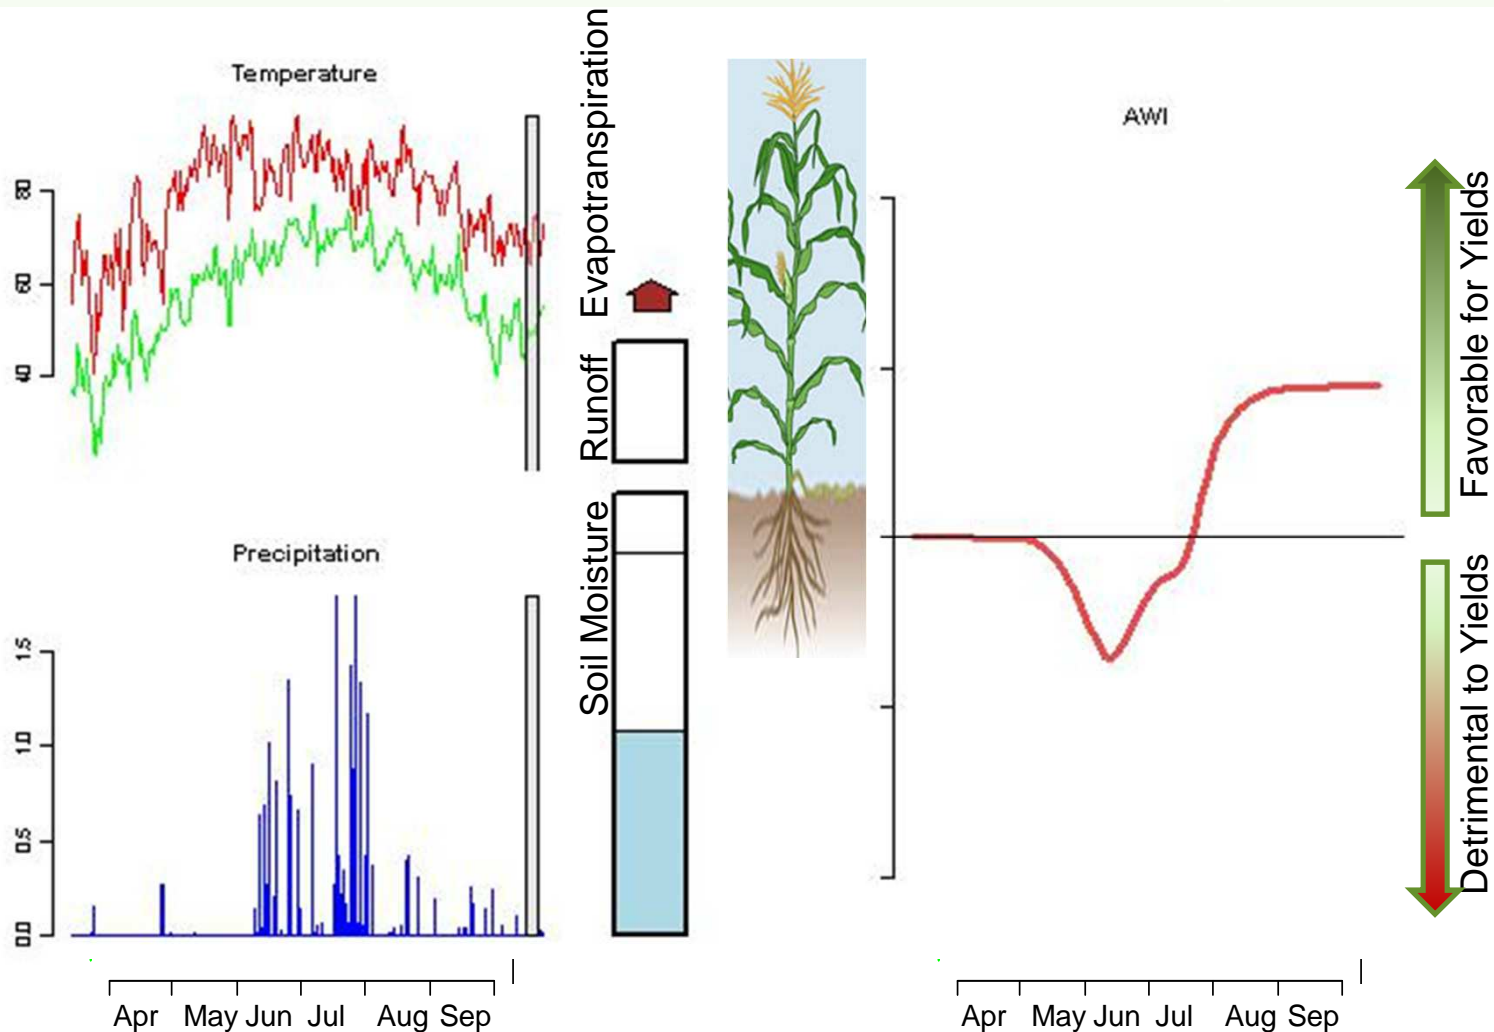 Temperature
80
60
40
Precipitation
1.5
1.0
0.5
0.0
Apr May Jun Jul Aug Sep
Evapotranspiration
Runoff
Soil Moisture
AWI
Favorable for Yields
Detrimental to Yields
Apr May Jun Jul Aug Sep